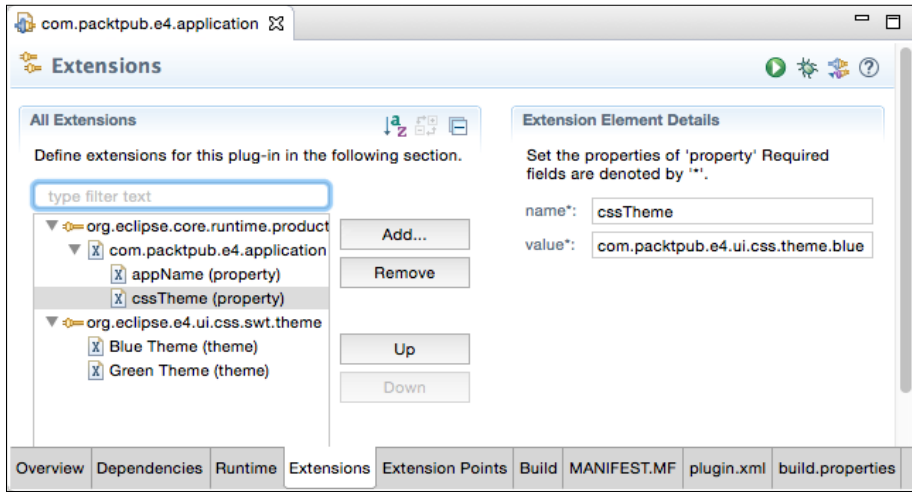 com.packtpub.e4.application
Extensions
All Extensions
Define extensions for this plug-in in the following section.
type filter text
org.eclipse.core.runtime.product
com.packtpub.e4.application
appName (property)
cssTheme (property)
org.eclipse.e4.ui.css.swt.theme
Blue Theme (theme)
Green Theme (theme)
Add...
Remove
Up
Down
Extension Element Details
Set the properties of 'property' Required
fields are denoted by '*'.
name*: cssTheme
value*: com.packtpub.e4.ui.css.theme.blue
Overview Dependencies Runtime Extensions Extension Points Build MANIFEST.MF plugin.xml build.properties